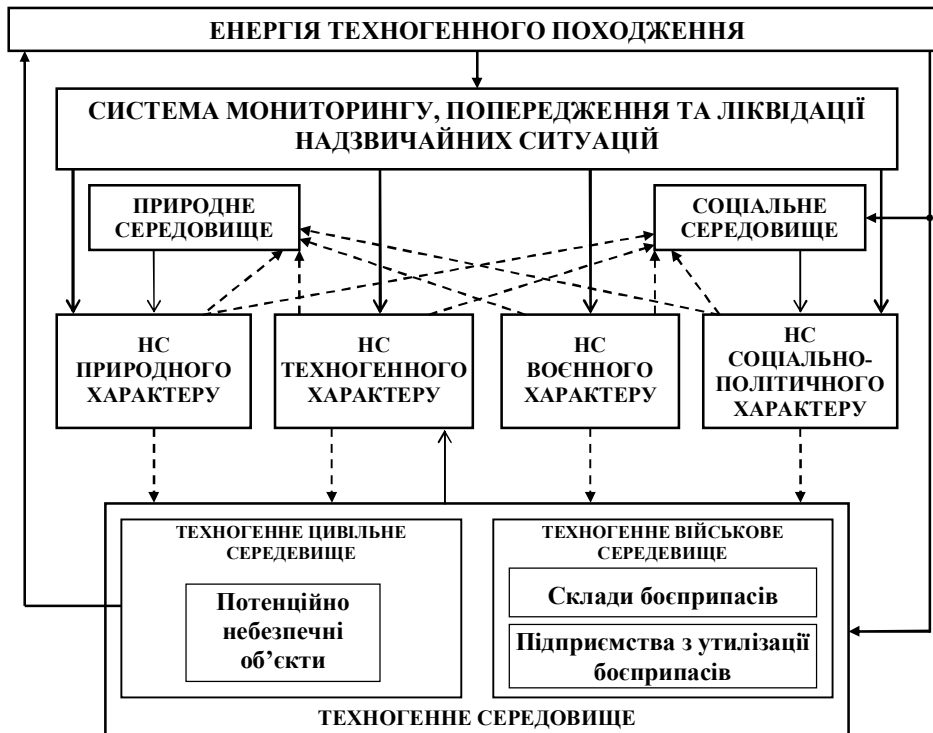 ЕНЕРГІЯ ТЕХНОГЕННОГО ПОХОДЖЕННЯ
СИСТЕМА МОНИТОРИНГУ, ПОПЕРЕДЖЕННЯ ТА ЛІКВІДАЦІЇ
НАДЗВИЧАЙНИХ СИТУАЦІЙ
ПРИРОДНЕ
СЕРЕДОВИЩЕ
СОЦІАЛЬНЕ
СЕРЕДОВИЩЕ
НС
ПРИРОДНОГО
ХАРАКТЕРУ
НС
ТЕХНОГЕННОГО
ХАРАКТЕРУ
НС
ВОЄННОГО
ХАРАКТЕРУ
НС
СОЦІАЛЬНО-
ПОЛІТИЧНОГО
ХАРАКТЕРУ
ТЕХНОГЕННЕ ЦИВІЛЬНЕ
СЕРЕДЕВИЩЕ
Потенційно
небезпечні
об’єкти
ТЕХНОГЕННЕ ВІЙСЬКОВЕ
СЕРЕДЕВИЩЕ
Склади боєприпасів
Підприємства з утилізації
боєприпасів
ТЕХНОГЕННЕ СЕРЕДОВИЩЕ